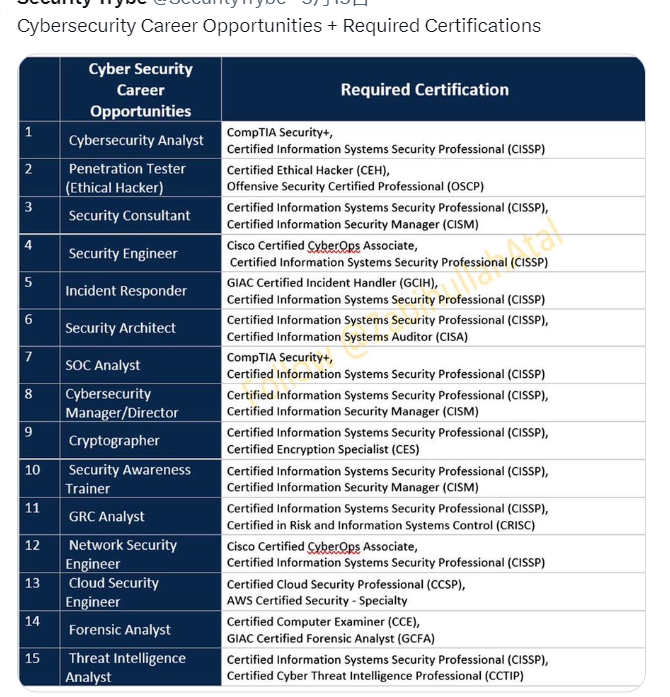 Security Trybe @SecurityTrybe
Cybersecurity Career Opportunities + Required Certifications
Cyber Security
Career
Opportunities
Required Certification
1
Cybersecurity Analyst
CompTIA Security+,
Certified Information Systems Security Professional (CISSP)
2
Penetration Tester
(Ethical Hacker)
Certified Ethical Hacker (CEH),
Offensive Security Certified Professional (OSCP)
3
Security Consultant
Certified Information Systems Security Professional (CISSP),
Certified Information Security Manager (CISM)
4
Security Engineer
Cisco Certified CyberOps Associate,
Certified Information Systems Security Professional (CISSP)
5
Incident Responder
GIAC Certified Incident Handler (GCIH),
Certified Information Systems Security Professional (CISSP)
6
Security Architect
Certified Information Systems Security Professional (CISSP),
Certified Information Systems Auditor (CISA)
7
SOC Analyst
CompTIA Security+,
Certified Information Systems Security Professional (CISSP)
8
Cybersecurity
Manager/Director
Certified Information Systems Security Professional (CISSP),
Certified Information Security Manager (CISM)
9
Cryptographer
Certified Information Systems Security Professional (CISSP),
Certified Encryption Specialist (CES)
10
Security Awareness
Trainer
Certified Information Systems Security Professional (CISSP),
Certified Information Security Manager (CISM)
11
GRC Analyst
Certified Information Systems Security Professional (CISSP),
Certified in Risk and Information Systems Control (CRISC)
12
Network Security
Engineer
Cisco Certified CyberOps Associate,
Certified Information Systems Security Professional (CISSP)
13
Cloud Security
Engineer
Certified Cloud Security Professional (CCSP),
AWS Certified Security - Specialty
14
Forensic Analyst
Certified Computer Examiner (CCE),
GIAC Certified Forensic Analyst (GCFA)
15
Threat Intelligence
Analyst
Certified Information Systems Security Professional (CISSP),
Certified Cyber Threat Intelligence Professional (CCTIP)
Follow